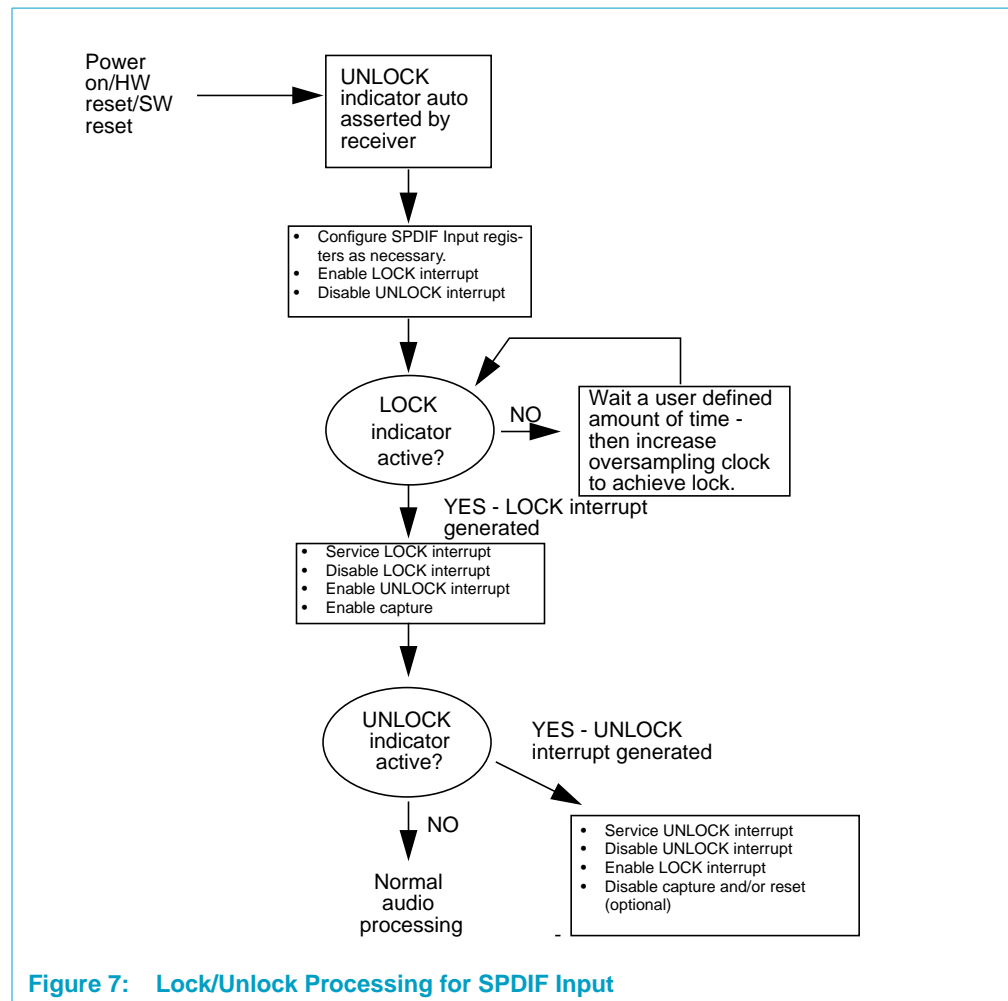 Power
on/HW
reset/SW
reset
UNLOCK
indicator auto
asserted by
receiver
• Configure SPDIF Input regis-
ters as necessary.
• Enable LOCK interrupt
• Disable UNLOCK interrupt
LOCK
indicator
active?
NO
Wait a user defined
amount of time -
then increase
oversampling clock
to achieve lock.
YES - LOCK interrupt
generated
• Service LOCK interrupt
• Disable LOCK interrupt
• Enable UNLOCK interrupt
• Enable capture
UNLOCK
indicator
active?
YES - UNLOCK
interrupt generated
NO
• Service UNLOCK interrupt
• Disable UNLOCK interrupt
• Enable LOCK interrupt
• Disable capture and/or reset
(optional)
Normal
audio
processing
Figure 7: Lock/Unlock Processing for SPDIF Input